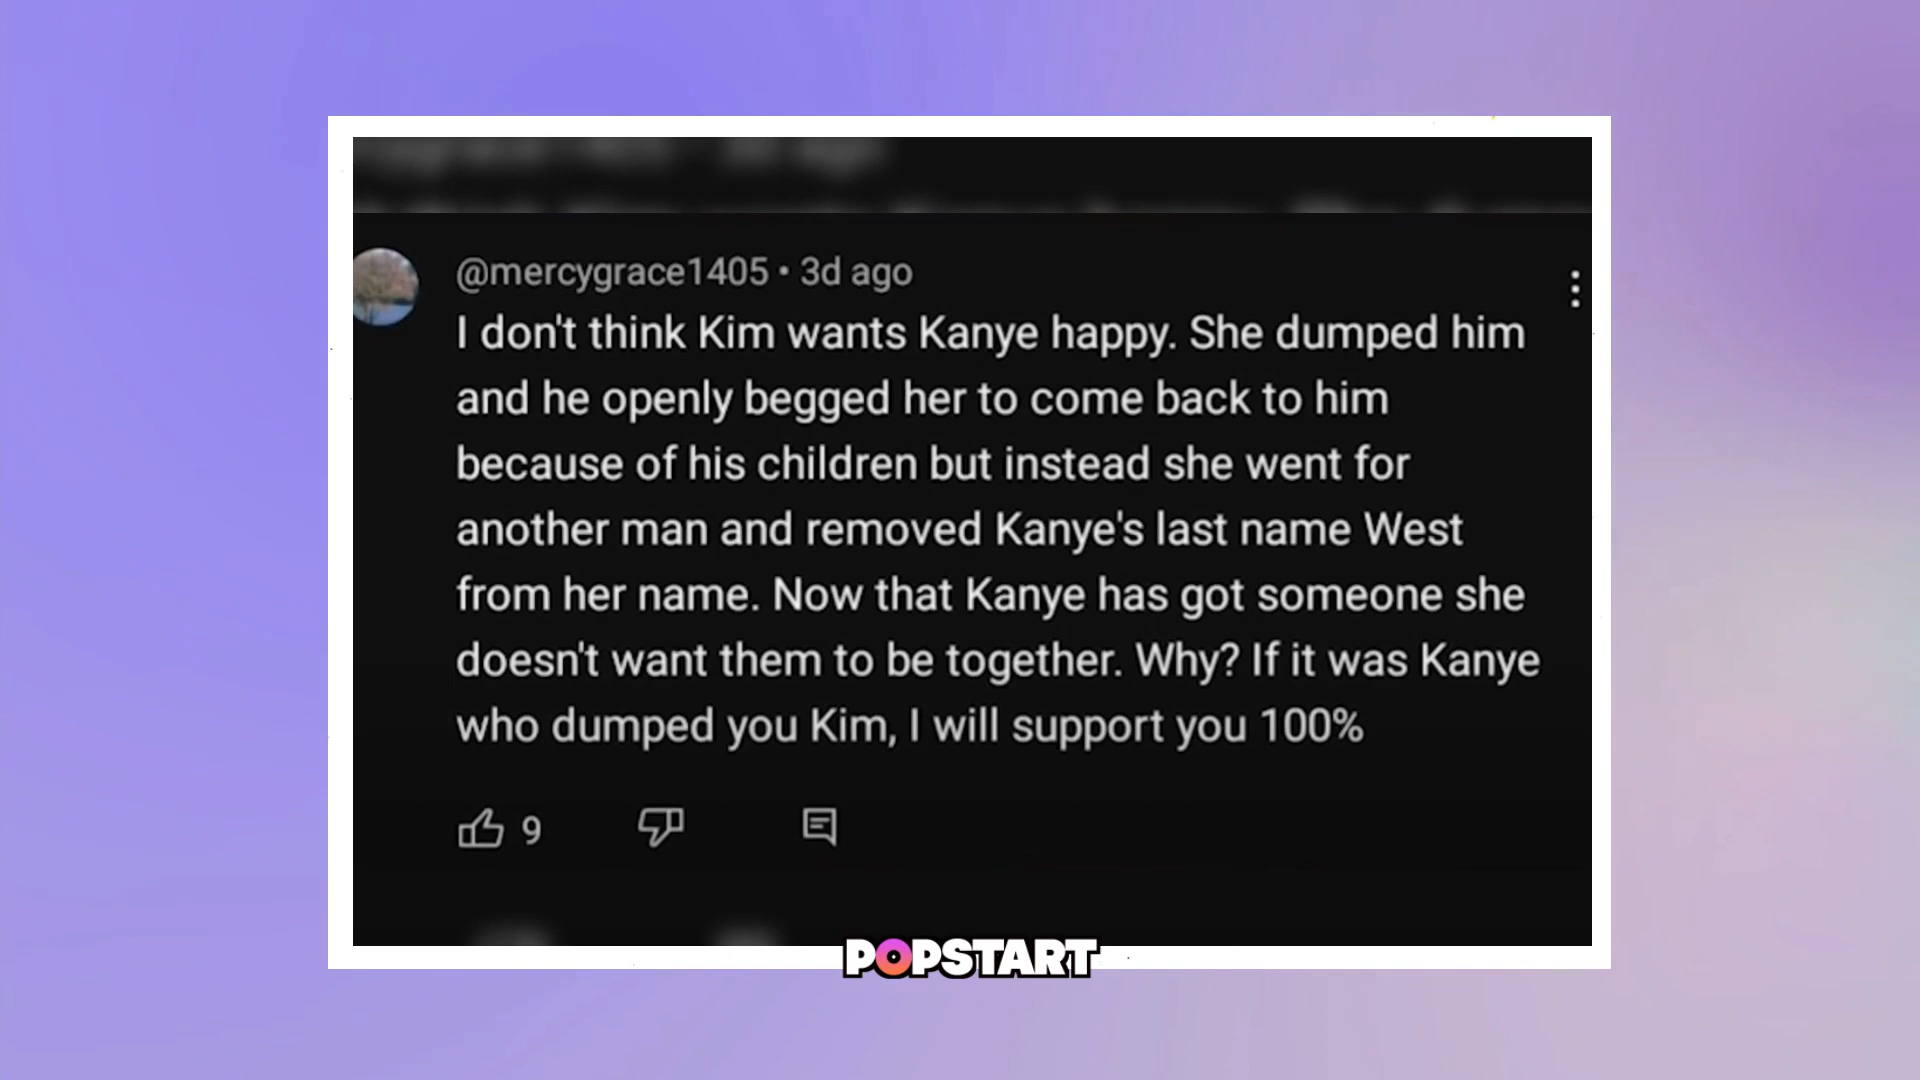 @mercygrace1405 • 3d ago
I don't think Kim wants Kanye happy. She dumped him
and he openly begged her to come back to him
because of his children but instead she went for
another man and removed Kanye's last name West
from her name. Now that Kanye has got someone she
doesn't want them to be together. Why? If it was Kanye
who dumped you Kim, I will support you 100%
9
POPSTART